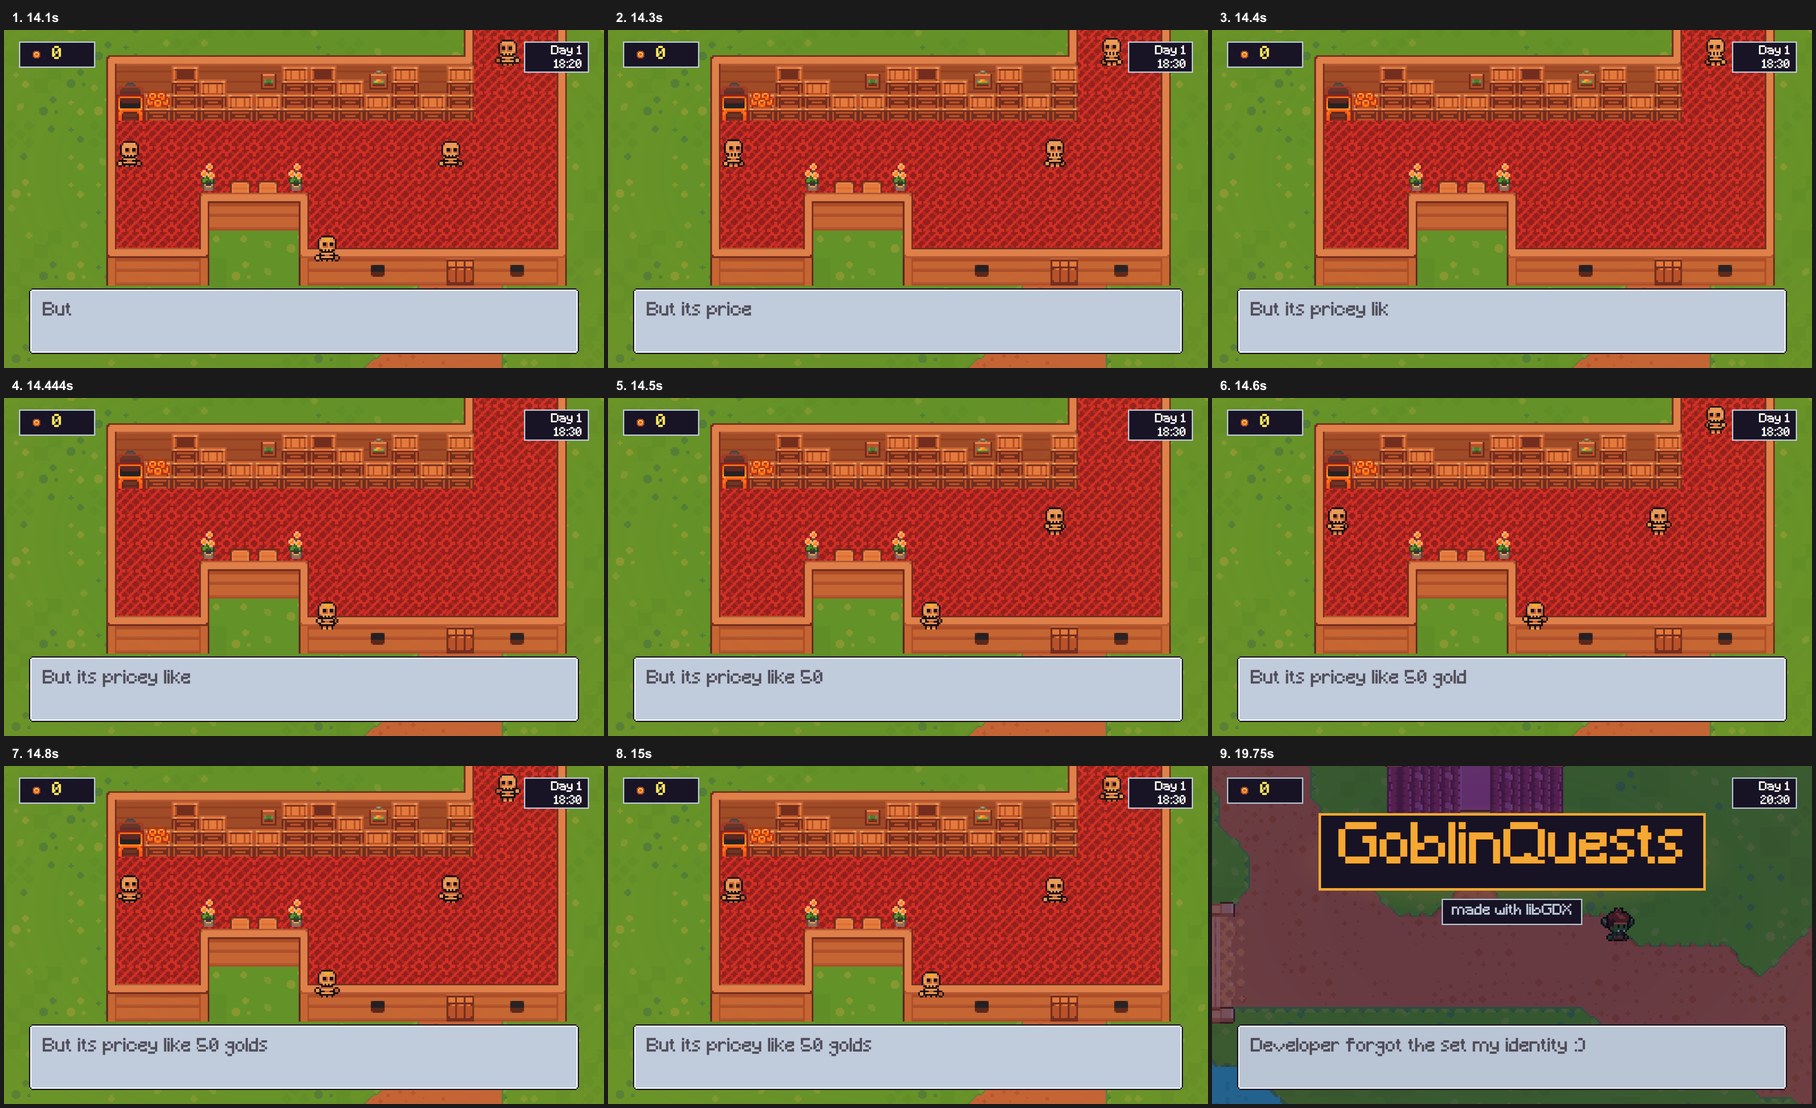 1. 14.1s
0
Day 1
18:20
But
2. 14.3s
0
Day 1
18:30
But its price
3. 14.4s
0
Day 1
18:30
But its pricey lik
4. 14.444s
0
Day 1
18:30
But its pricey like
5. 14.5s
0
Day 1
18:30
But its pricey like 50
6. 14.6s
0
Day 1
18:30
But its pricey like 50 gold
7. 14.8s
0
Day 1
18:30
But its pricey like 50 golds
8. 15s
0
Day 1
18:30
But its pricey like 50 golds
9. 19.75s
0
Day 1
20:30
GoblinQuests
made with libGDX
Developer forgot the set my identity :)